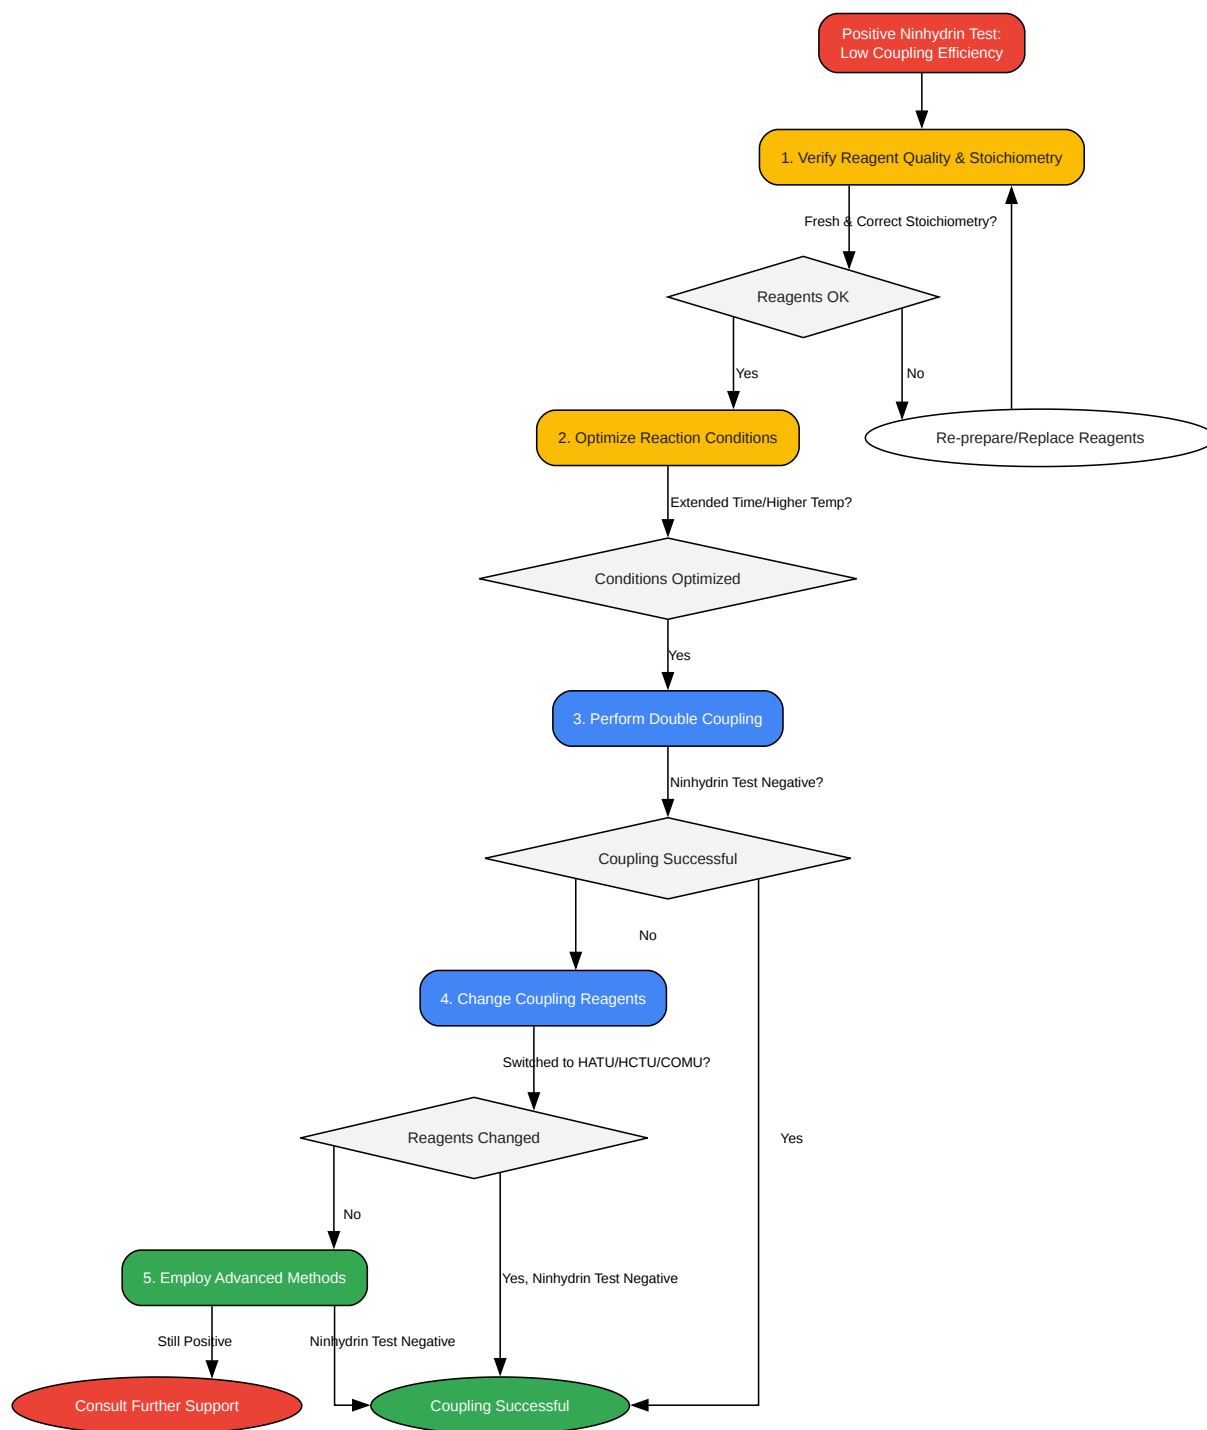 Positive Ninhydrin Test:
Low Coupling Efficiency
1. Verify Reagent Quality & Stoichiometry
Fresh & Correct Stoichiometry?
Reagents OK
Yes
No
2. Optimize Reaction Conditions
Re-prepare/Replace Reagents
Extended Time/Higher Temp?
Conditions Optimized
Yes
3. Perform Double Coupling
Ninhydrin Test Negative?
Coupling Successful
No
4. Change Coupling Reagents
Switched to HATU/HCTU/COMU?
Reagents Changed
Yes
No
5. Employ Advanced Methods
Yes, Ninhydrin Test Negative
Still Positive
Ninhydrin Test Negative
Consult Further Support
Coupling Successful